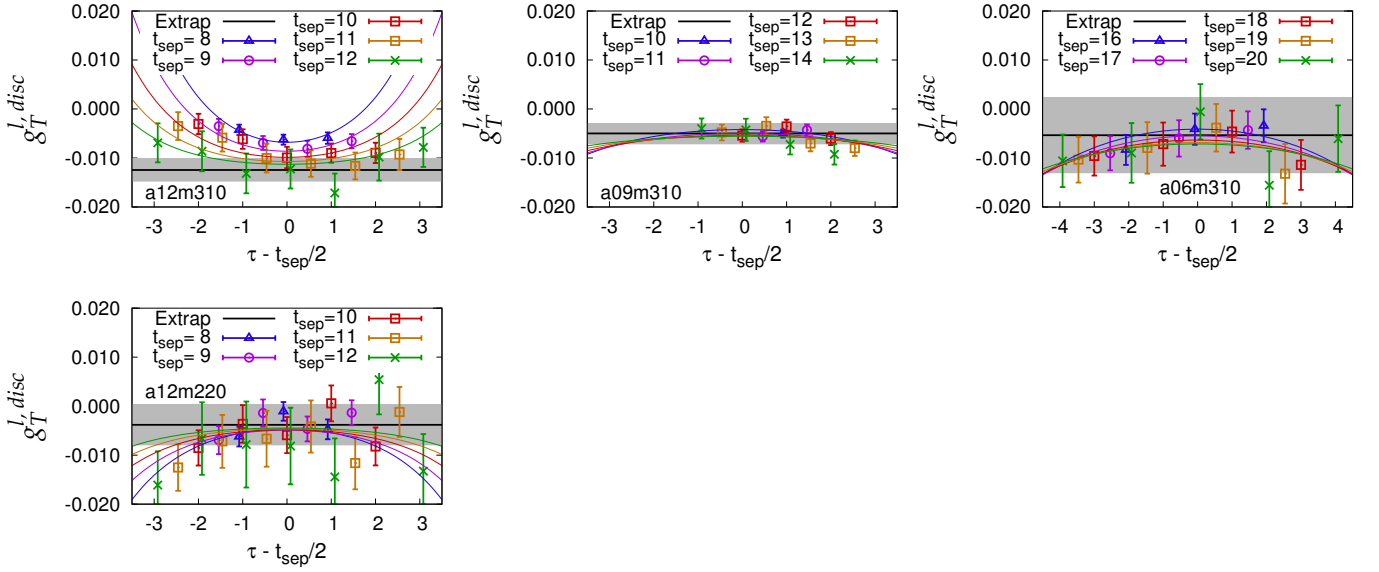 Extrap
t_sep= 8
t_sep= 9
t_sep=10
t_sep=11
t_sep=12
0.020
0.010
0.000
-0.010
-0.020
g_T^{l, disc}
a12m310
-3 -2 -1 0 1 2 3
τ - t_sep/2
Extrap
t_sep=10
t_sep=11
t_sep=12
t_sep=13
t_sep=14
0.020
0.010
0.000
-0.010
-0.020
g_T^{l, disc}
a09m310
-3 -2 -1 0 1 2 3
τ - t_sep/2
Extrap
t_sep=16
t_sep=17
t_sep=18
t_sep=19
t_sep=20
0.020
0.010
0.000
-0.010
-0.020
g_T^{l, disc}
a06m310
-4 -3 -2 -1 0 1 2 3 4
τ - t_sep/2
Extrap
t_sep= 8
t_sep= 9
t_sep=10
t_sep=11
t_sep=12
0.020
0.010
0.000
-0.010
-0.020
g_T^{l, disc}
a12m220
-3 -2 -1 0 1 2 3
τ - t_sep/2